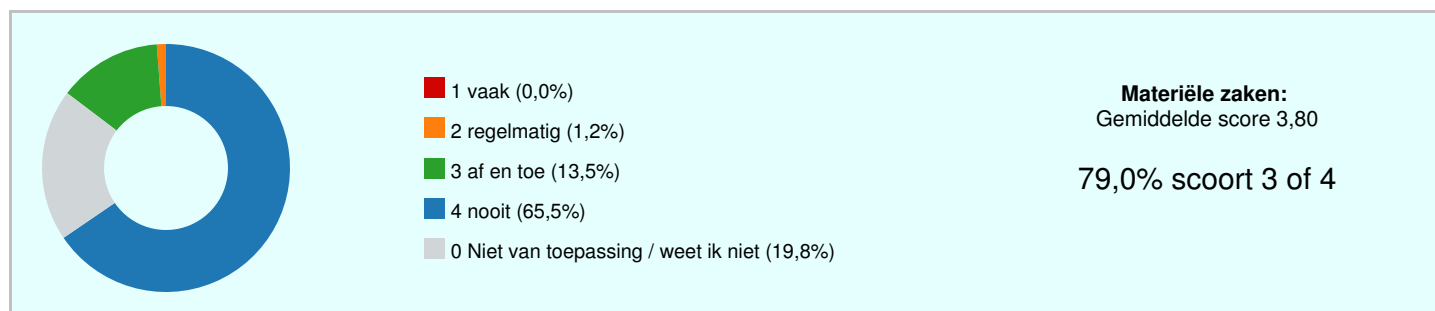 1 vaak (0,0%)
2 regelmatig (1,2%)
3 af en toe (13,5%)
4 nooit (65,5%)
0 Niet van toepassing / weet ik niet (19,8%)
Materiële zaken:
Gemiddelde score 3,80
79,0% scoort 3 of 4